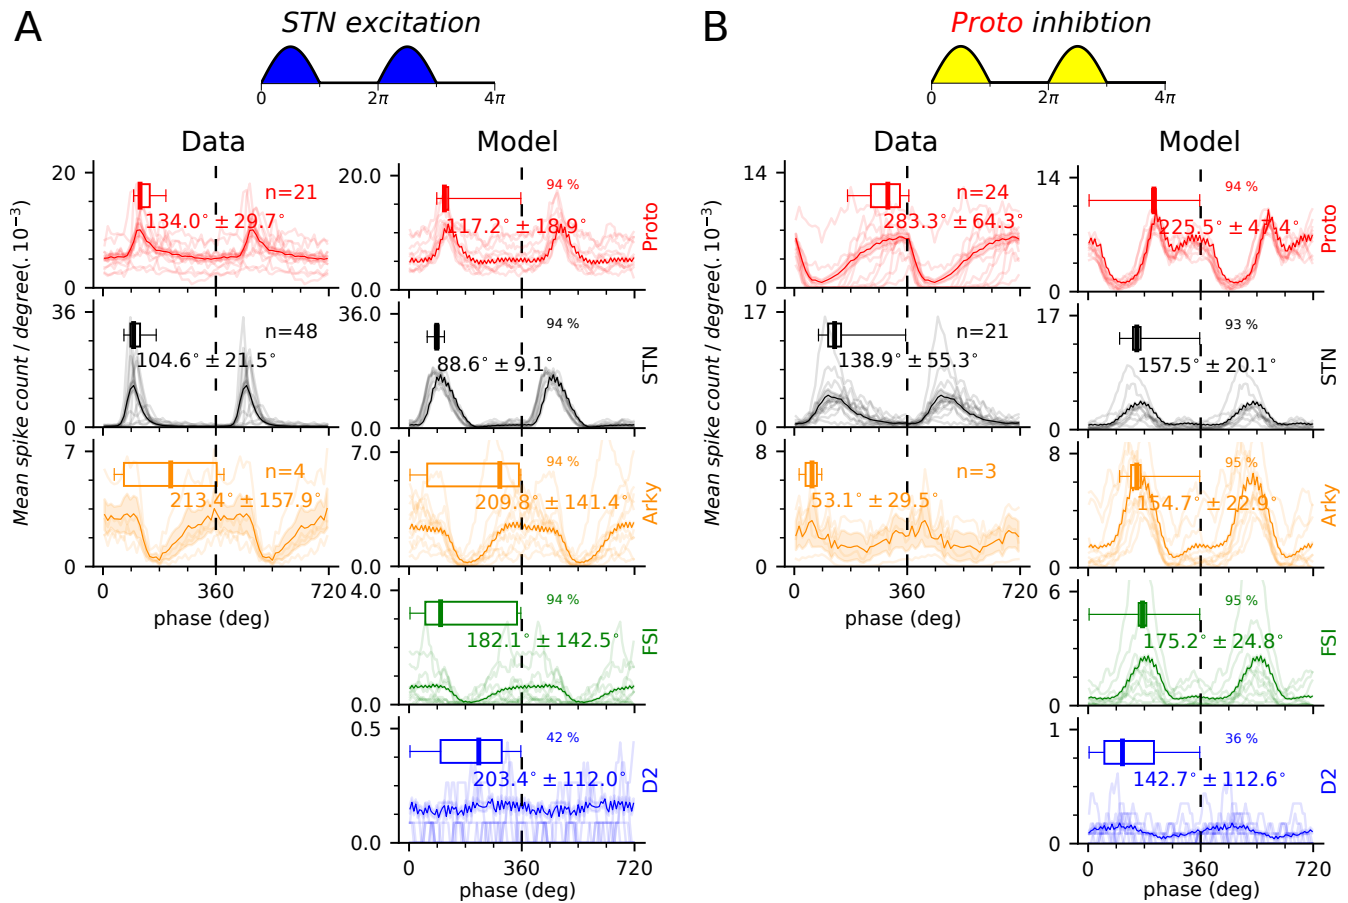 A
STN excitation
0
2π
4π
Data
Model
Mean spike count / degree(. 10⁻³)
20
0
n=21
134.0° ± 29.7°
20.0
0.0
94 %
117.2° ± 18.9°
Proto
36
0
n=48
104.6° ± 21.5°
36.0
0.0
94 %
88.6° ± 9.1°
STN
7
0
n=4
213.4° ± 157.9°
0
360
720
phase (deg)
7.0
0.0
94 %
209.8° ± 141.4°
Arky
4.0
0.0
94 %
182.1° ± 142.5°
FSI
0.5
0.0
42 %
203.4° ± 112.0°
D2
0
360
720
phase (deg)
B
Proto inhibtion
0
2π
4π
Data
Model
Mean spike count / degree(. 10⁻³)
14
0
n=24
283.3° ± 64.3°
14
0
94 %
225.5° ± 47.4°
Proto
17
0
n=21
138.9° ± 55.3°
17
0
93 %
157.5° ± 20.1°
STN
8
0
n=3
53.1° ± 29.5°
0
360
720
phase (deg)
8
0
95 %
154.7° ± 22.9°
Arky
6
0
95 %
175.2° ± 24.8°
FSI
1
0
36 %
142.7° ± 112.6°
D2
0
360
720
phase (deg)